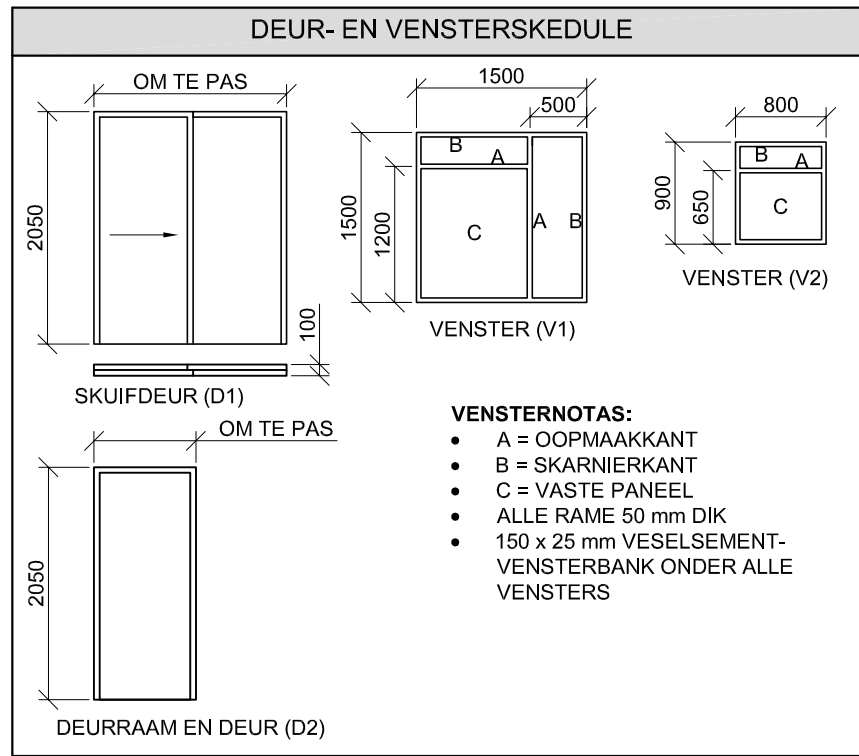 DEUR- EN VENSTERSKEDULE
OM TE PAS
2050
100
SKUIFDEUR (D1)
1500
500
1500
1200
B
A
C
A
B
VENSTER (V1)
800
900
650
B
A
C
VENSTER (V2)
OM TE PAS
2050
DEURRAAM EN DEUR (D2)
VENSTERNOTAS:
• A = OOPMAAKKANT
• B = SKARNIERKANT
• C = VASTE PANEEL
• ALLE RAME 50 mm DIK
• 150 x 25 mm VESELSEMENT-
VENSTERBANK ONDER ALLE
VENSTERS